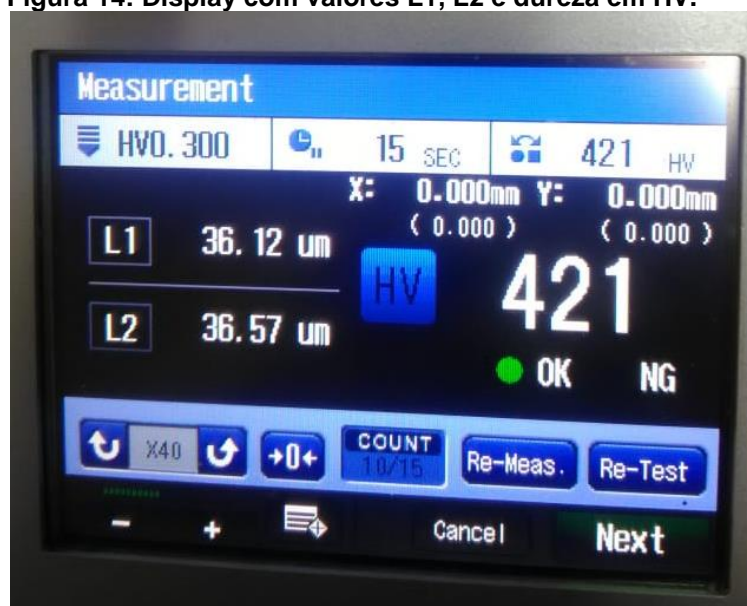 Figura 14: Display com valores L1, L2 e dureza em HV.
Measurement
HV0.300 15 SEC 421 HV
X: 0.000mm Y: 0.000mm
( 0.000 ) ( 0.000 )
L1 36.12 um HV 421
L2 36.57 um
OK NG
X40 →0← COUNT 10/15 Re-Meas. Re-Test
- + Cancel Next